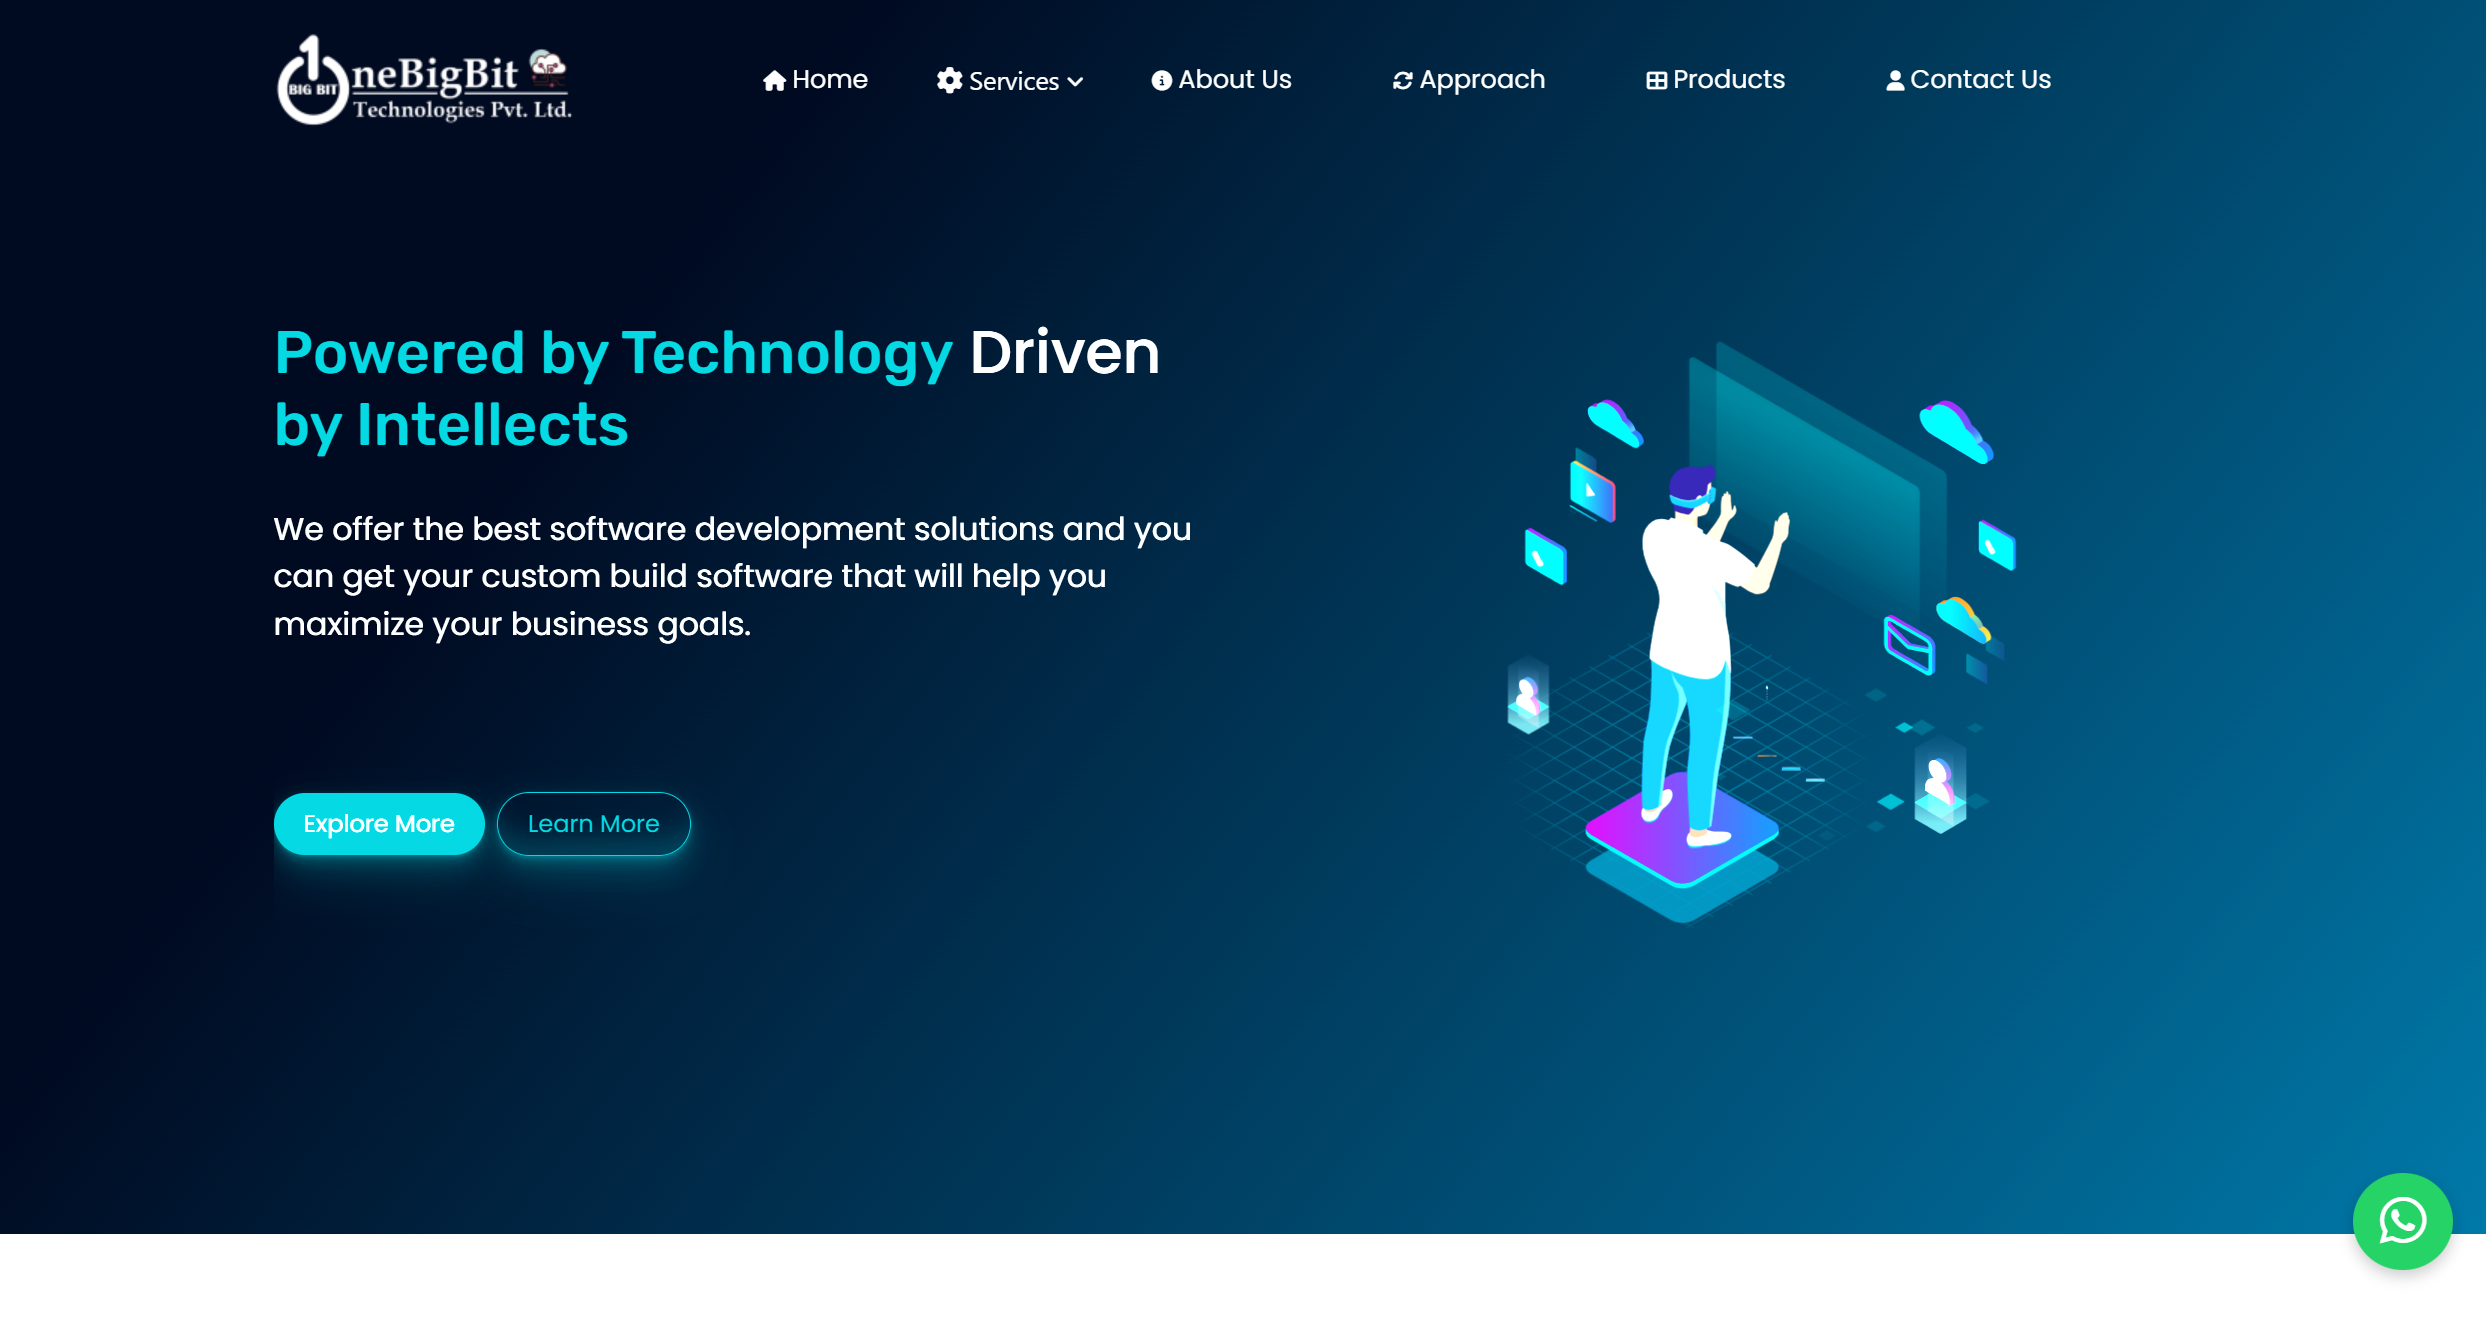 BIG BIT
neBigBit
Technologies Pvt. Ltd.
Home
Services
About Us
Approach
Products
Contact Us
Powered by Technology Driven
by Intellects
We offer the best software development solutions and you
can get your custom build software that will help you
maximize your business goals.
Explore More
Learn More